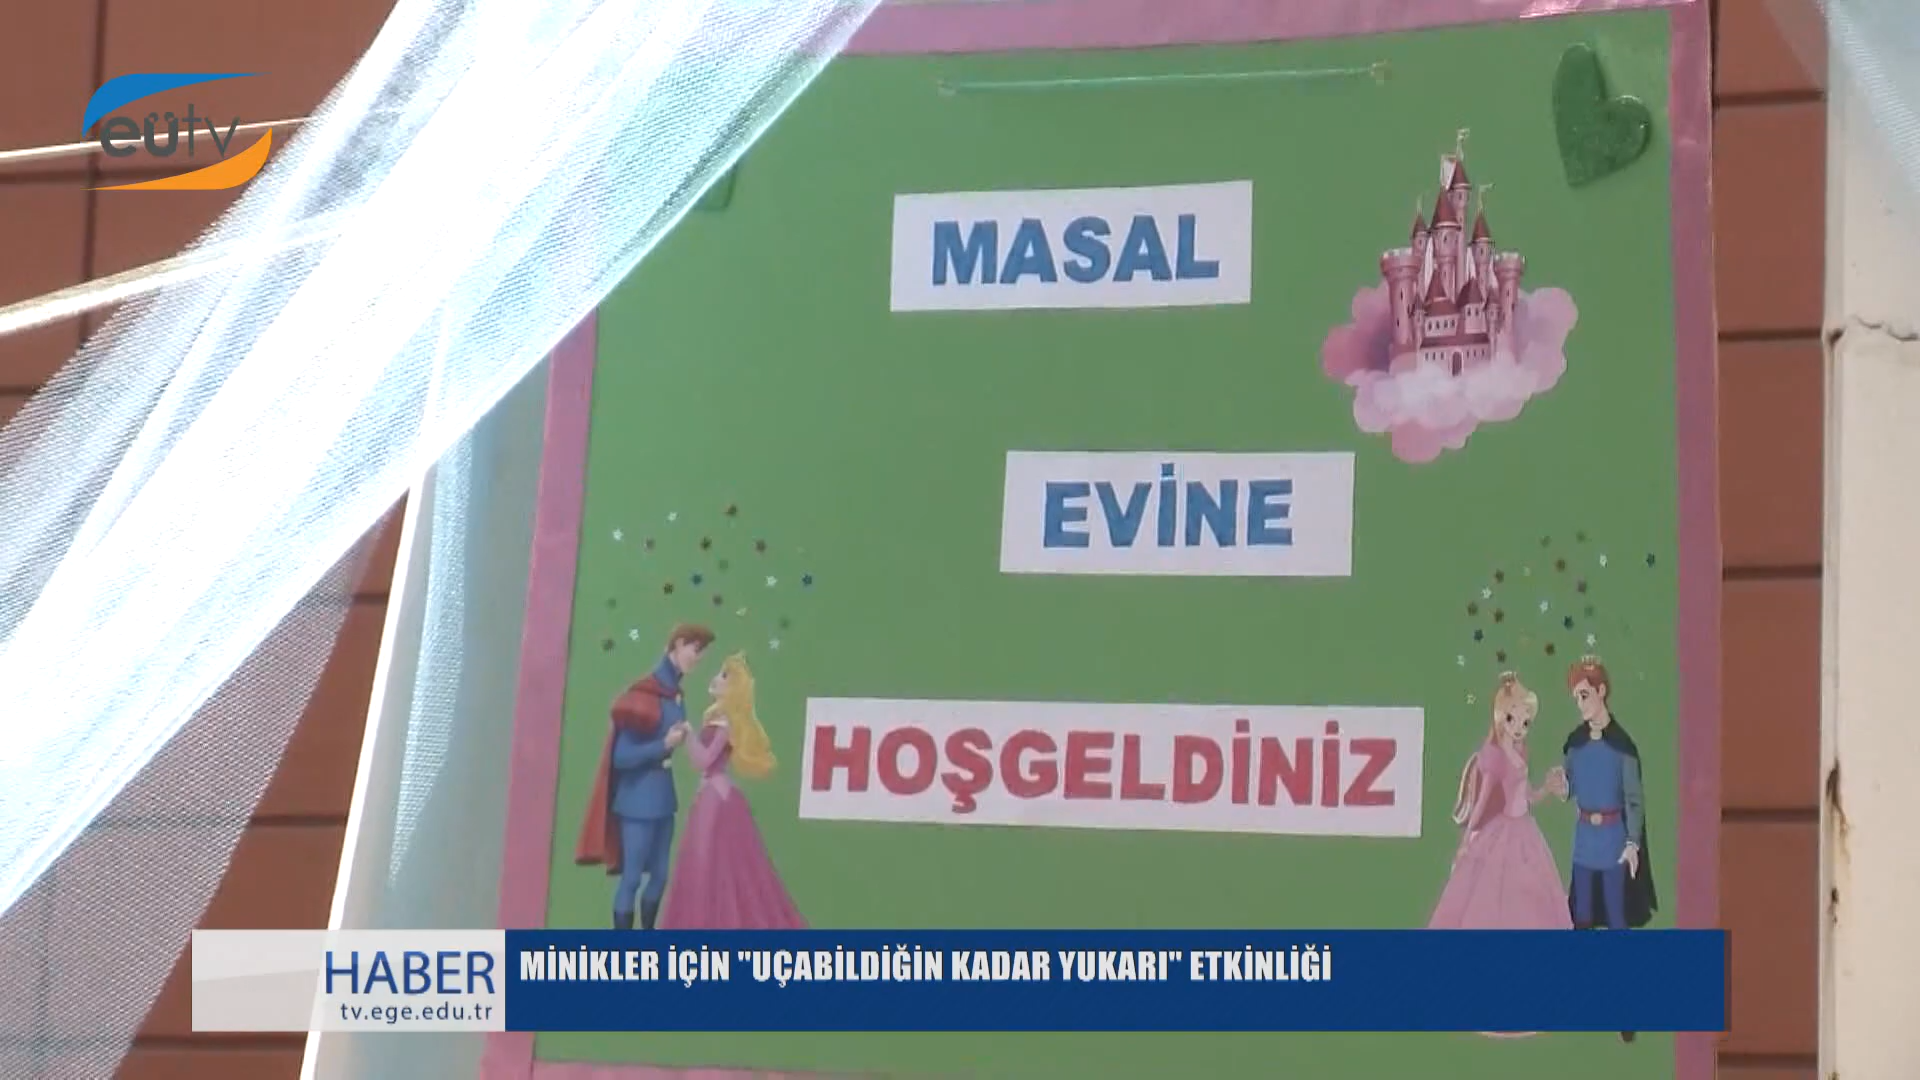 eütv
MASAL
EVİNE
HOŞGELDİNİZ
HABER
tv.ege.edu.tr
MİNİKLER İÇİN "UÇABİLDİĞİN KADAR YUKARI" ETKİNLİĞİ